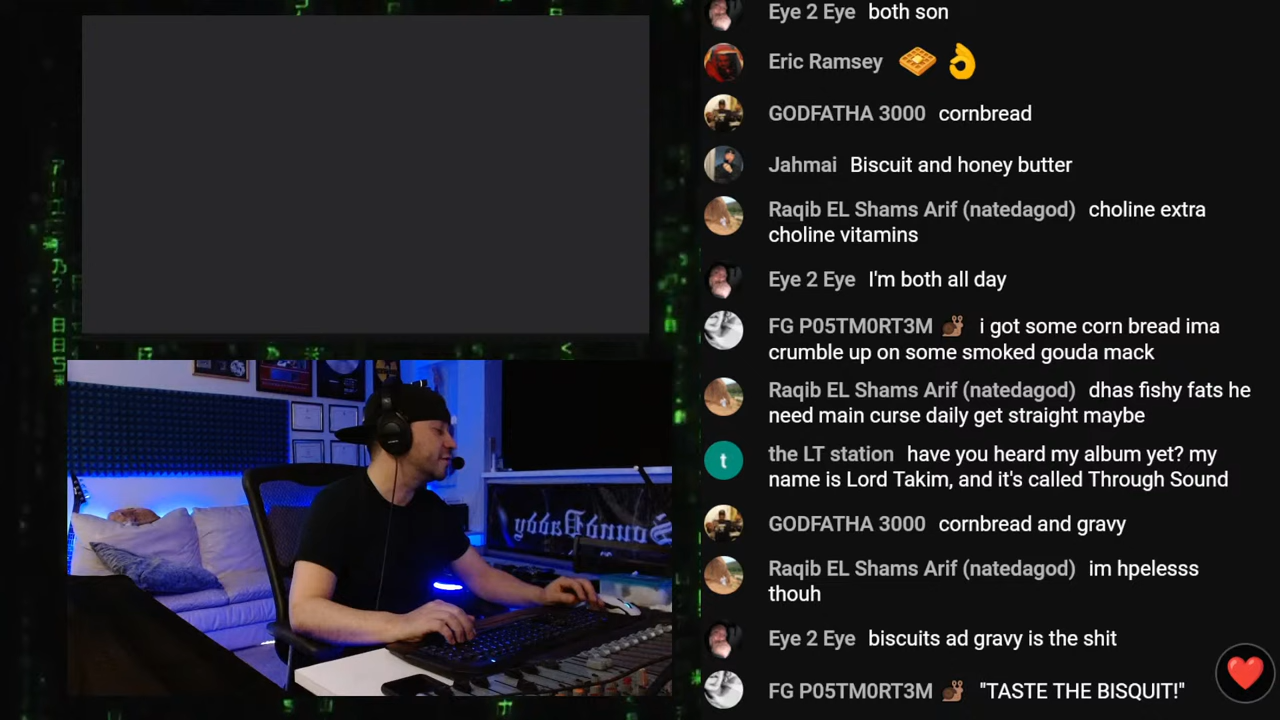 Eye 2 Eye both son
Eric Ramsey 🧇 👌
GODFATHA 3000 cornbread
Jahmai Biscuit and honey butter
Raqib EL Shams Arif (natedagod) choline extra
choline vitamins
Eye 2 Eye I'm both all day
FG P05TM0RT3M 🐌 i got some corn bread ima
crumble up on some smoked gouda mack
Raqib EL Shams Arif (natedagod) dhas fishy fats he
need main curse daily get straight maybe
t the LT station have you heard my album yet? my
name is Lord Takim, and it's called Through Sound
SoundDaddy
GODFATHA 3000 cornbread and gravy
Raqib EL Shams Arif (natedagod) im hpelesss
thouh
Eye 2 Eye biscuits ad gravy is the shit
FG P05TM0RT3M 🐌 "TASTE THE BISQUIT!"